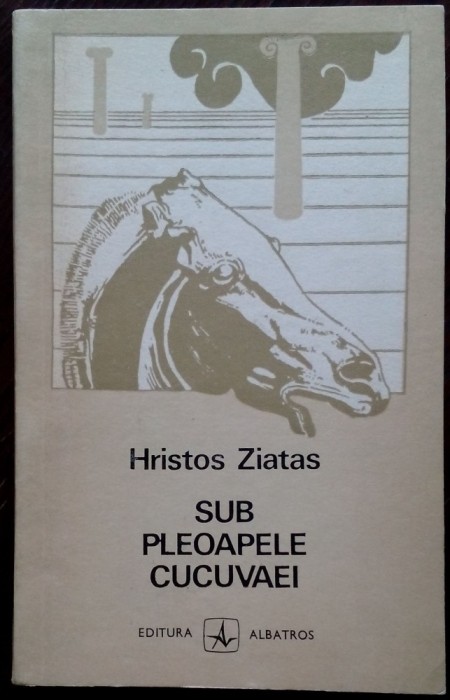 Hristos Ziatas
SUB
PLEOAPELE
CUCUVAEI
EDITURA ALBATROS